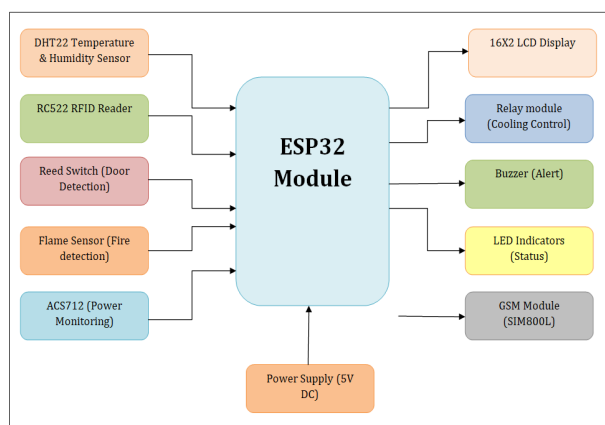 DHT22 Temperature
& Humidity Sensor
RC522 RFID Reader
Reed Switch (Door
Detection)
Flame Sensor (Fire
detection)
ACS712 (Power
Monitoring)
ESP32
Module
Power Supply (5V
DC)
16X2 LCD Display
Relay module
(Cooling Control)
Buzzer (Alert)
LED Indicators
(Status)
GSM Module
(SIM800L)